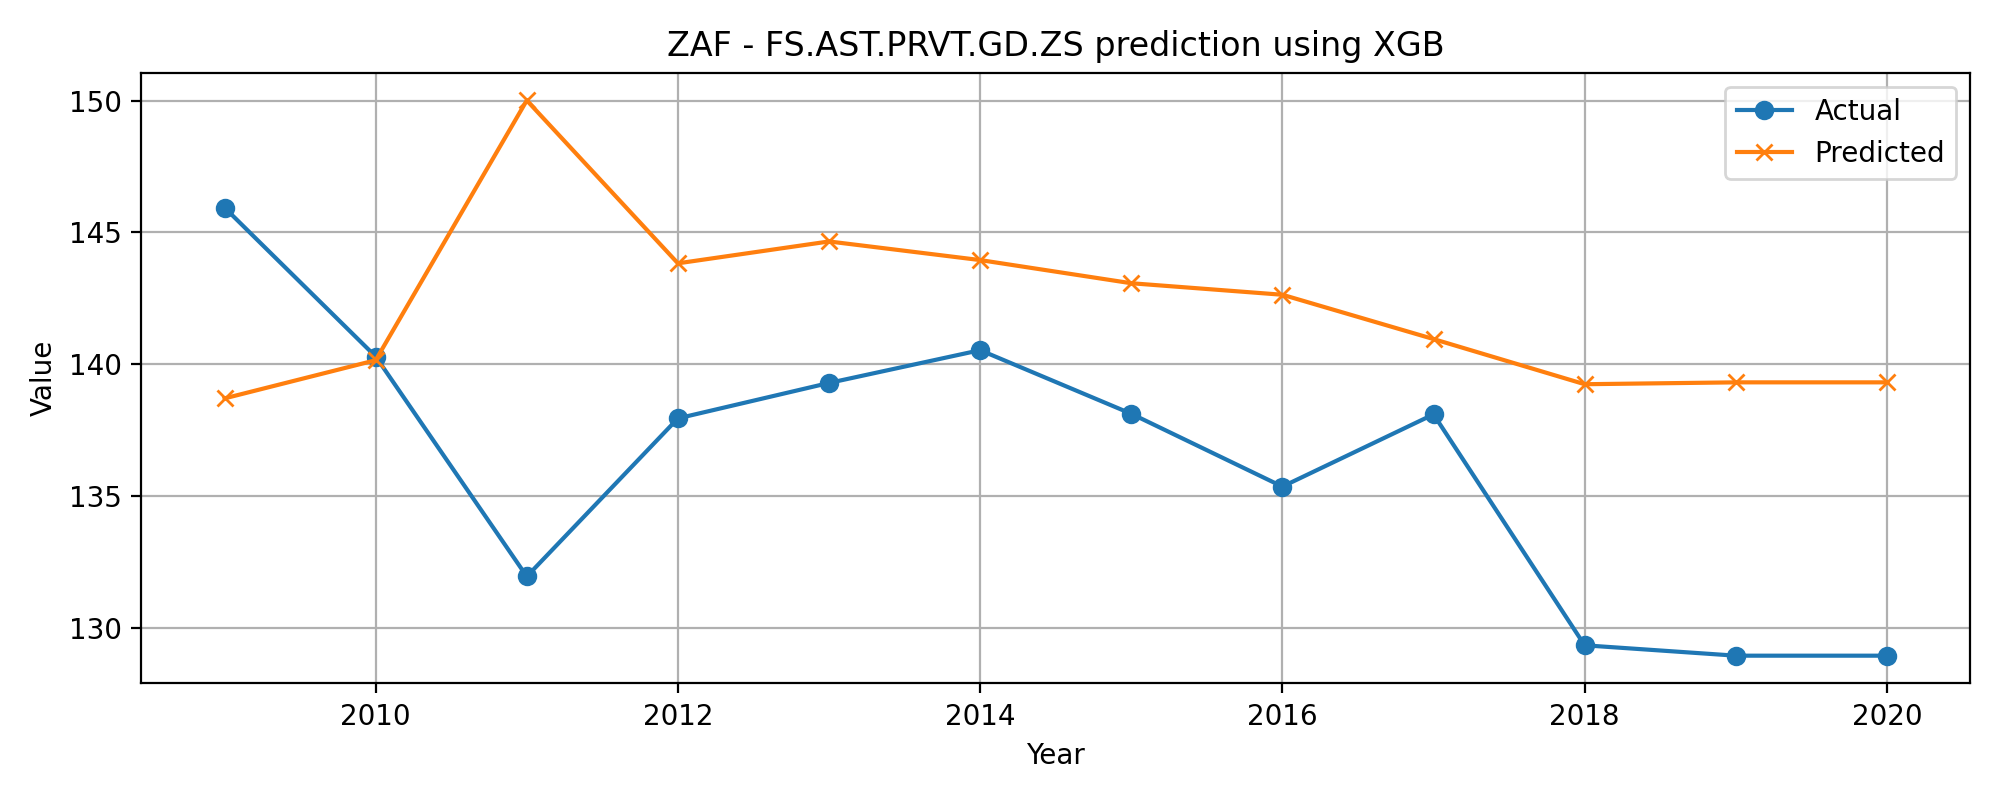 ZAF - FS.AST.PRVT.GD.ZS prediction using XGB
150
145
140
135
130
Value
Actual
Predicted
2010 2012 2014 2016 2018 2020
Year